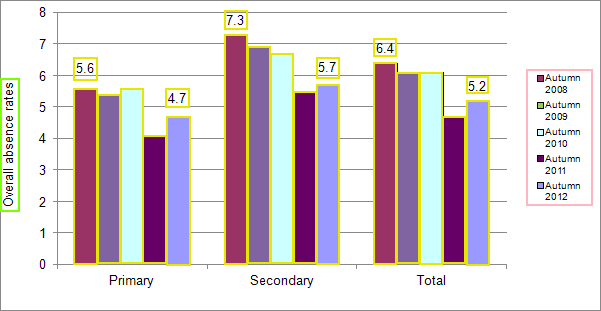 8
7
6
5
4
3
2
1
0
Overall absence rates
5.6
4.7
7.3
5.7
6.4
5.2
Primary
Secondary
Total
Autumn
2008
Autumn
2009
Autumn
2010
Autumn
2011
Autumn
2012